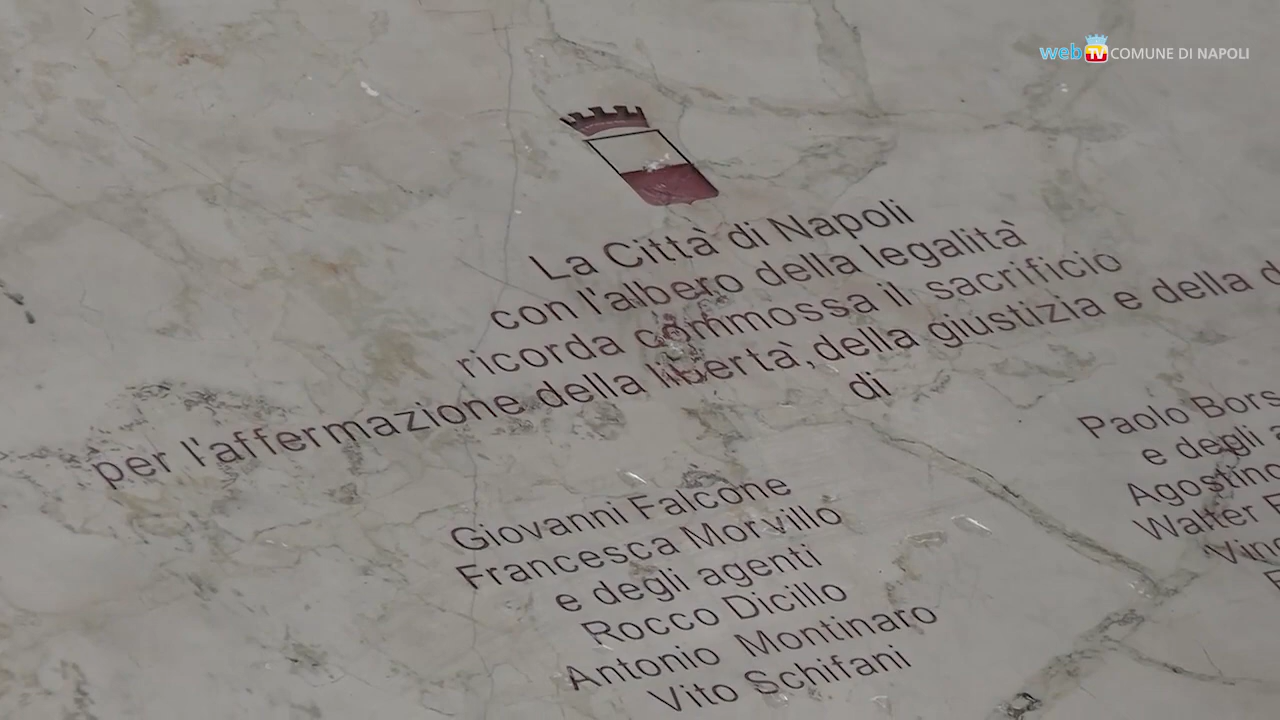 web TV COMUNE DI NAPOLI
La Città di Napoli
con l'albero della legalità
ricorda commossa il sacrificio
per l'affermazione della libertà, della giustizia e della
di
Giovanni Falcone
Francesca Morvillo
e degli agenti
Rocco Dicillo
Antonio Montinaro
Vito Schifani
Paolo Bors
e degli
Agostino
Walter